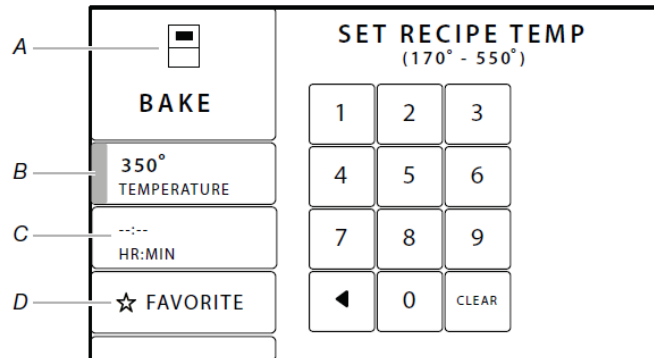 A
BAKE
B
350°
TEMPERATURE
C
--:--
HR:MIN
D
☆ FAVORITE
SET RECIPE TEMP
(170° - 550°)
1 2 3
4 5 6
7 8 9
◀ 0 CLEAR